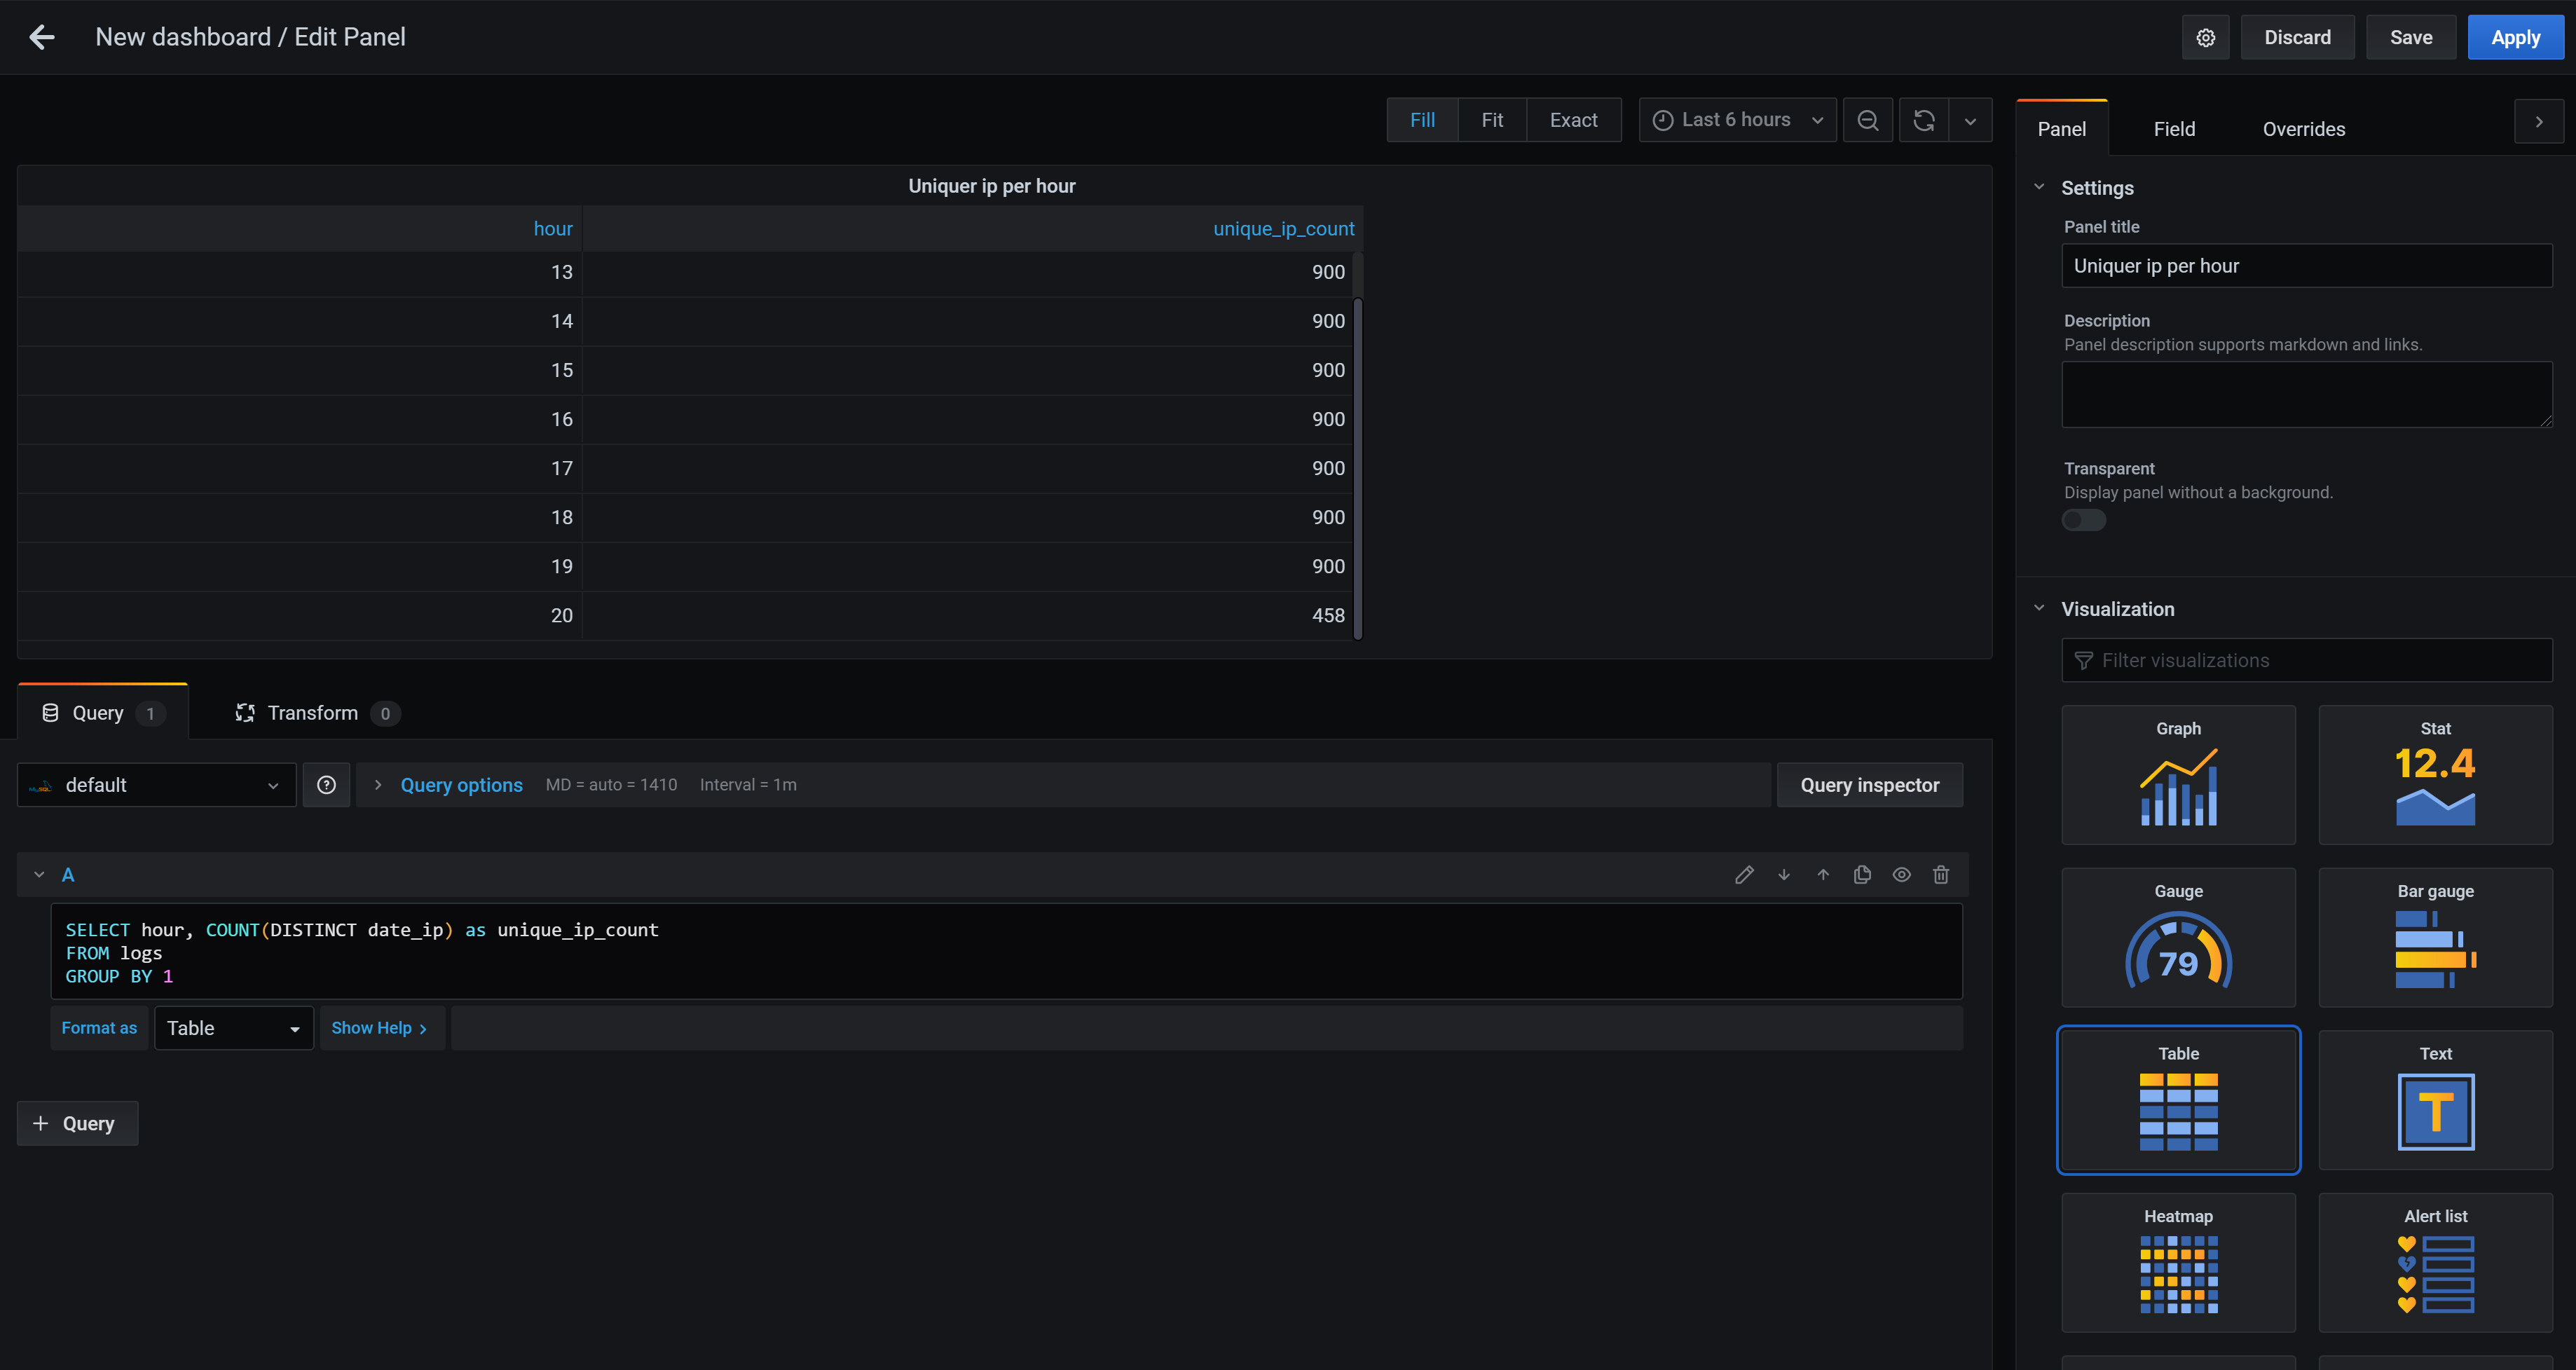 New dashboard / Edit Panel
Discard
Save
Apply
Fill
Fit
Exact
Last 6 hours
Uniquer ip per hour
hour unique_ip_count
13 900
14 900
15 900
16 900
17 900
18 900
19 900
20 458
Query 1
Transform 0
MySQL
default
Query options MD = auto = 1410 Interval = 1m
Query inspector
A
SELECT hour, COUNT(DISTINCT date_ip) as unique_ip_count
FROM logs
GROUP BY 1
Format as
Table
Show Help
+ Query
Panel
Field
Overrides
Settings
Panel title
Uniquer ip per hour
Description
Panel description supports markdown and links.
Transparent
Display panel without a background.
Visualization
Filter visualizations
Graph
Stat
12.4
Gauge
79
Bar gauge
Table
Text
T
Heatmap
Alert list